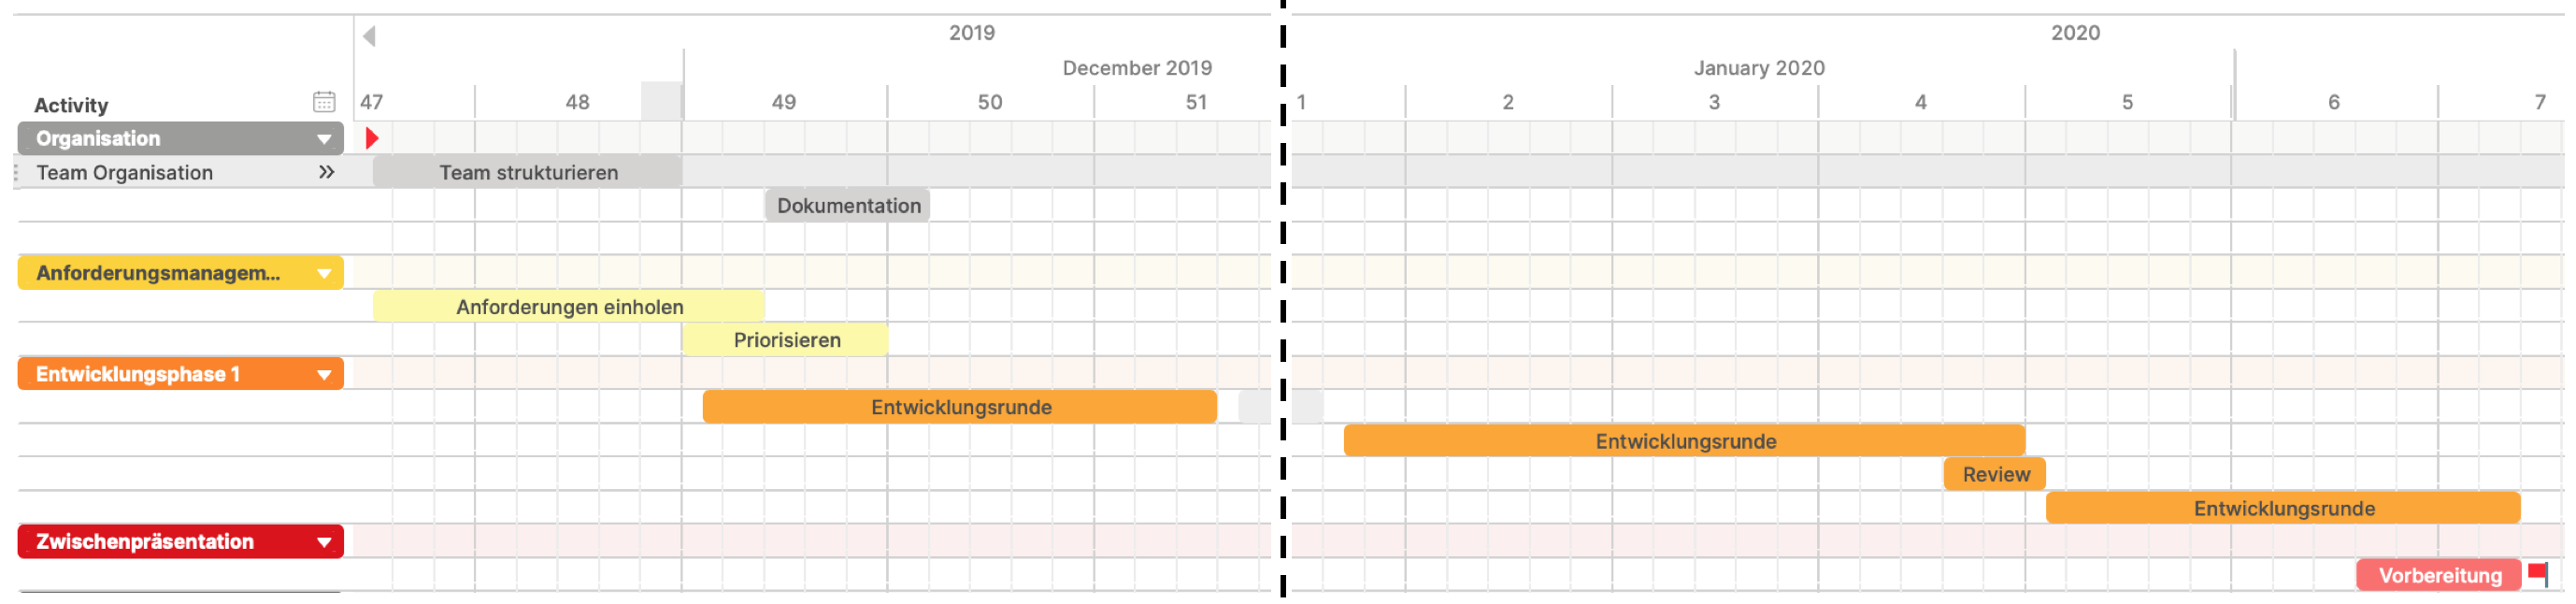 2019 2020
December 2019 January 2020
Activity 47 48 49 50 51 1 2 3 4 5 6 7
Organisation
Team Organisation » Team strukturieren
Dokumentation
Anforderungsmanagem...
Anforderungen einholen
Priorisieren
Entwicklungsphase 1
Entwicklungsrunde
Entwicklungsrunde
Review
Entwicklungsrunde
Zwischenpräsentation
Vorbereitung